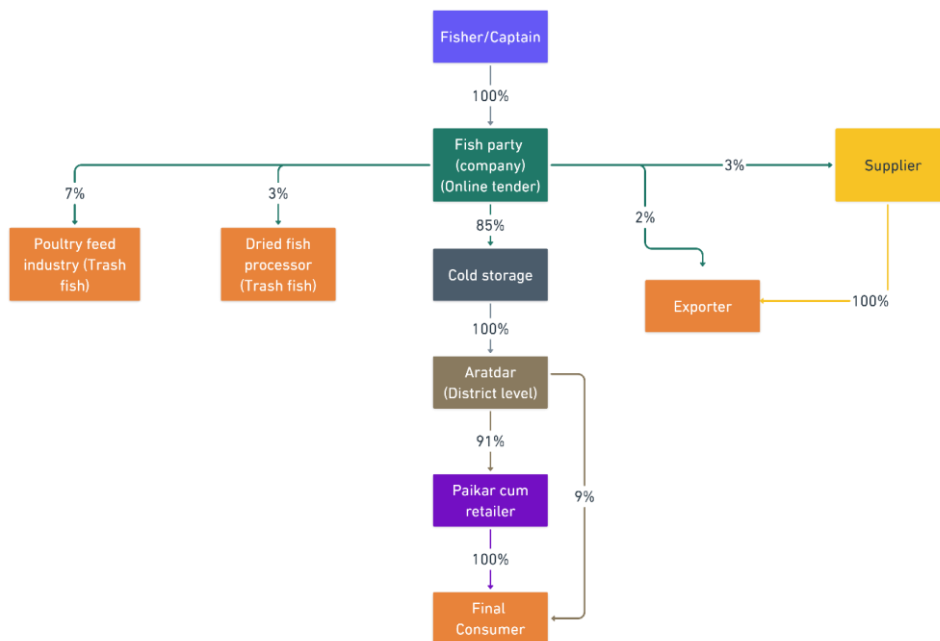 Fisher/Captain
100%
Fish party
(company)
(Online tender)
3%
Supplier
7%
3%
2%
85%
Poultry feed
industry (Trash
fish)
Dried fish
processor
(Trash fish)
Cold storage
Exporter
100%
100%
Aratdar
(District level)
91%
9%
Paikar cum
retailer
100%
Final
Consumer